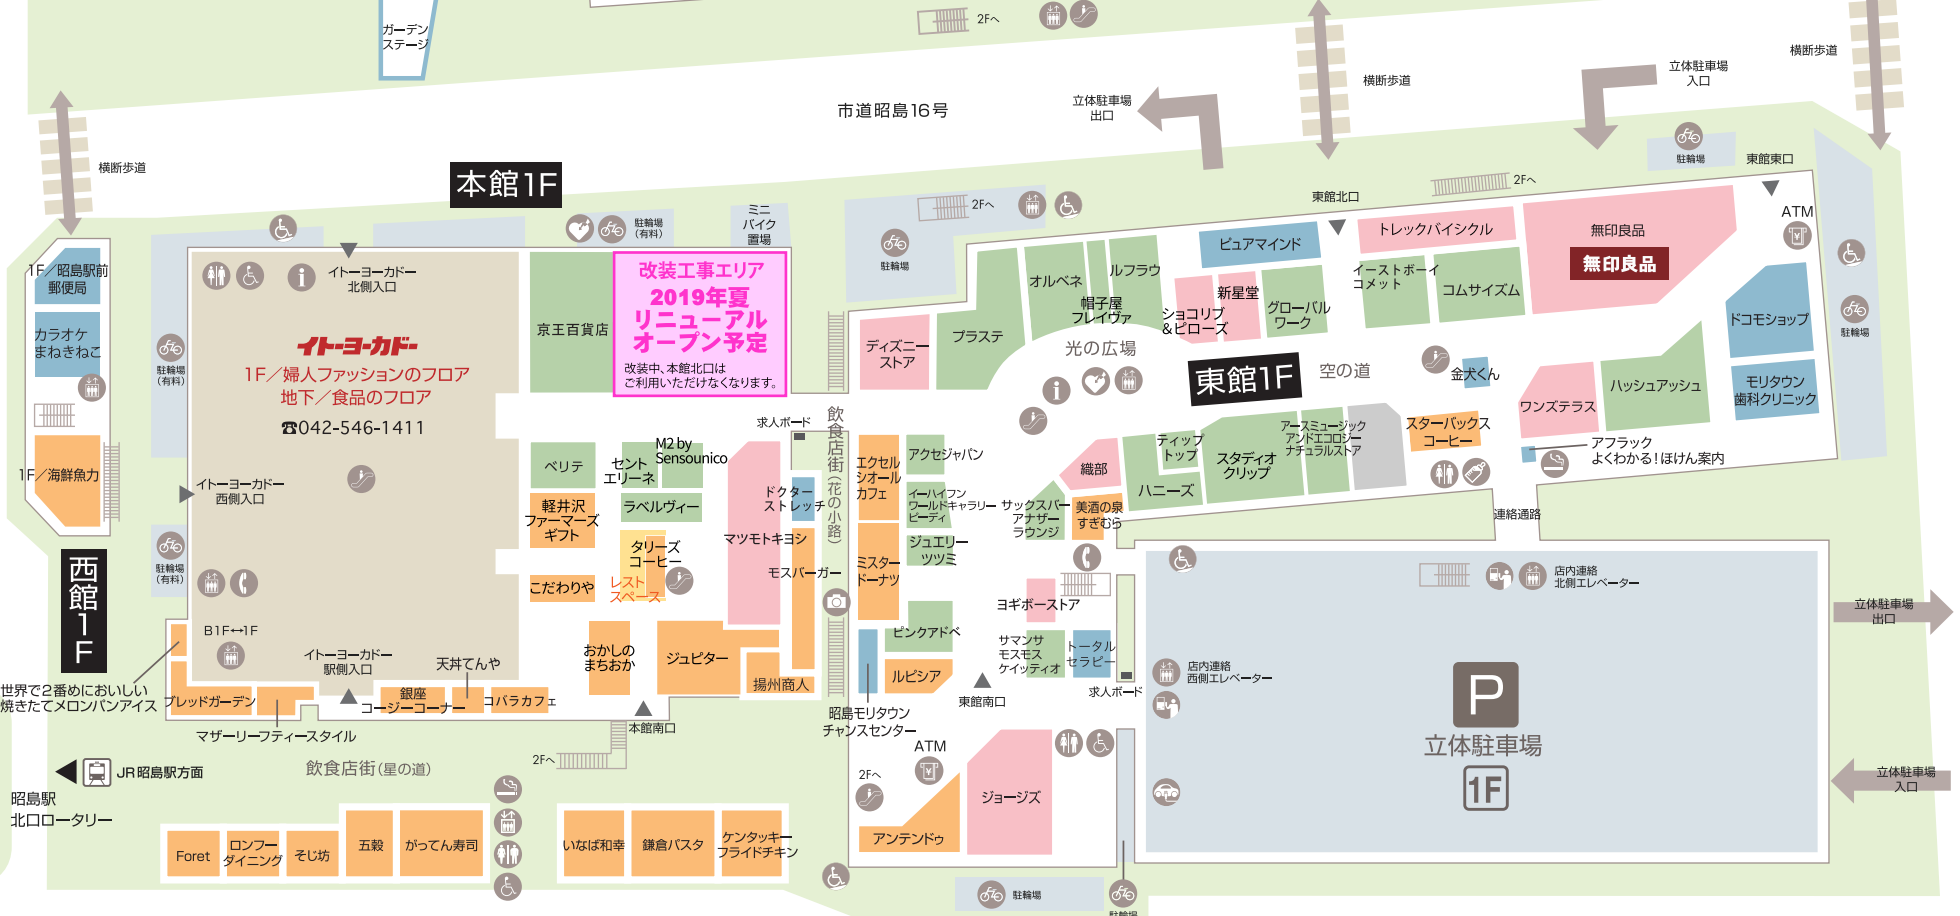 ガーデン
ステージ
2Fへ
横断歩道
横断歩道
横断歩道
立体駐車場
入口
立体駐車場
出口
市道昭島16号
本館1F
駐輪場
東館東口
東館北口
2Fへ
2Fへ
ATM
ミニ
バイク
置場
駐輪場
(有料)
駐輪場
駐輪場
1F／昭島駅前
郵便局
カラオケ
まねきねこ
1F／海鮮魚力
西館1F
駐輪場
(有料)
駐輪場
(有料)
イトーヨーカドー
北側入口
イトーヨーカドー
1F／婦人ファッションのフロア
地下／食品のフロア
☎042-546-1411
イトーヨーカドー
西側入口
B1F↔1F
イトーヨーカドー
駅側入口
京王百貨店
改装工事エリア
2019年夏
リニューアル
オープン予定
改装中、本館北口は
ご利用いただけなくなります。
求人ボード
飲食店街(花の小路)
ベリテ
セント
エリーネ
M2 by
Sensounico
軽井沢
ファーマーズ
ギフト
ラベルヴィー
タリーズ
コーヒー
レスト
スペース
こだわりや
マツモトキヨシ
ドクター
ストレッチ
モスバーガー
おかしの
まちおか
ジュピター
揚州商人
世界で2番めにおいしい
焼きたてメロンパンアイス
ブレッドガーデン
マザーリーフティースタイル
銀座
コージーコーナー
天丼てんや
コバラカフェ
本館南口
2Fへ
飲食店街(星の道)
JR昭島駅方面
昭島駅
北口ロータリー
Foret
ロンフー
ダイニング
そじ坊
五穀
がってん寿司
いなば和幸
鎌倉パスタ
ケンタッキー
フライドチキン
ディズニー
ストア
プラステ
オルベネ
帽子屋
フレイヴァ
ルフラウ
ピュアマインド
ショコリブ
&ピローズ
新星堂
グローバル
ワーク
トレックバイシクル
イーストボーイ
コメット
コムサイズム
無印良品
無印良品
ドコモショップ
モリタウン
歯科クリニック
光の広場
東館1F
空の道
金犬くん
ワンズテラス
ハッシュアッシュ
スターバックス
コーヒー
アフラック
よくわかる！ほけん案内
アースミュージック
アンドエコロジー
ナチュラルストア
スタディオ
クリップ
ティップ
トップ
ハニーズ
織部
美酒の泉
すぎむら
サックスバー
アナザー
ラウンジ
エクセル
シオール
カフェ
アクセジャパン
イーハイフン
ワールドギャラリー
ビーディ
ジュエリー
ツツミ
ミスター
ドーナツ
ピンクアドベ
ルピシア
昭島モリタウン
チャンスセンター
ヨギボーストア
サマンサ
モスモス
ケイッティオ
トータル
セラピー
東館南口
求人ボード
連絡通路
ATM
2Fへ
アンテンドゥ
ジョージズ
店内連絡
北側エレベーター
店内連絡
西側エレベーター
P
立体駐車場
1F
立体駐車場
出口
立体駐車場
入口
駐輪場
駐輪場